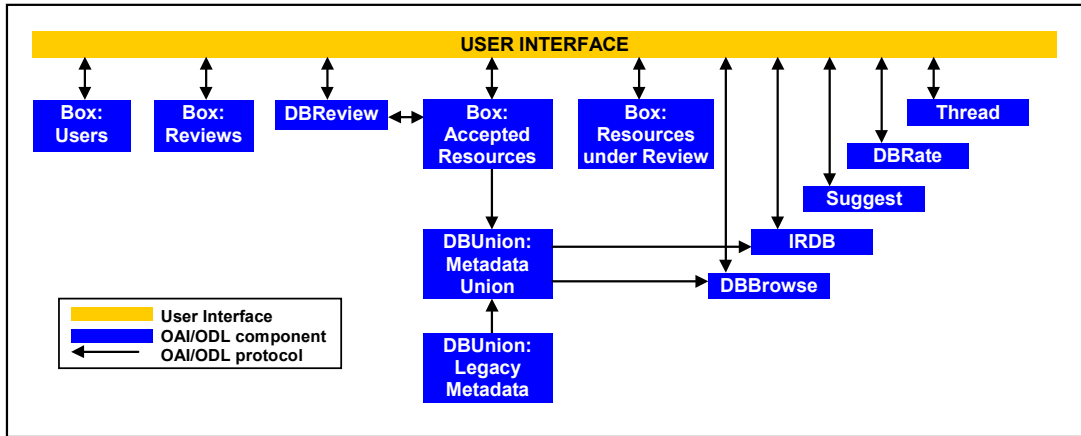 USER INTERFACE
Box:
Users
Box:
Reviews
DBReview
Box:
Accepted
Resources
Box:
Resources
under Review
Thread
DBRate
Suggest
IRDB
DBBrowse
DBUnion:
Metadata
Union
DBUnion:
Legacy
Metadata
User Interface
OAI/ODL component
OAI/ODL protocol